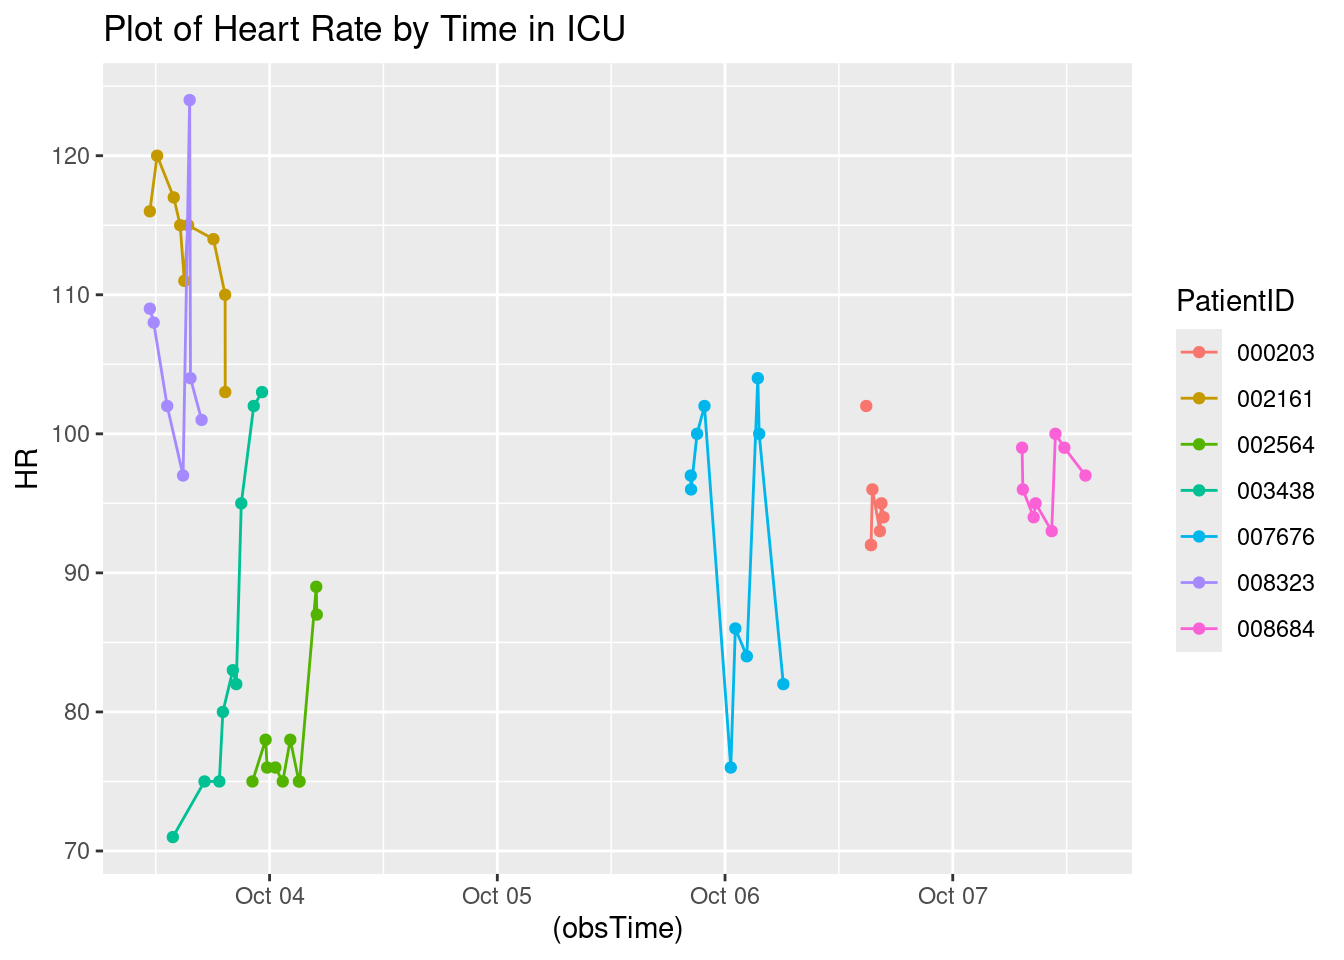 Plot of Heart Rate by Time in ICU
120
110
100
90
80
70
HR
Oct 04
Oct 05
Oct 06
Oct 07
(obsTime)
PatientID
000203
002161
002564
003438
007676
008323
008684